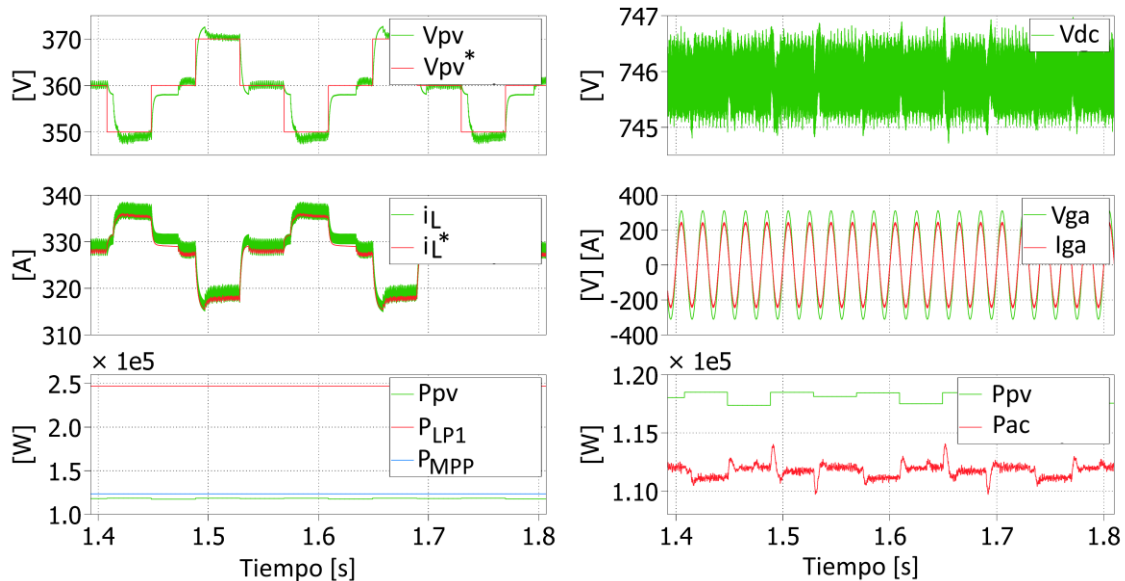 370
360
350
[V]
Vpv
Vpv*
747
746
745
[V]
Vdc
340
330
320
310
[A]
iL
iL*
400
200
0
-200
-400
[V] [A]
Vga
Iga
× 1e5
2.5
2.0
1.5
1.0
[W]
Ppv
PLP1
PMPP
1.4 1.5 1.6 1.7 1.8
Tiempo [s]
× 1e5
1.20
1.15
1.10
[W]
Ppv
Pac
1.4 1.5 1.6 1.7 1.8
Tiempo [s]